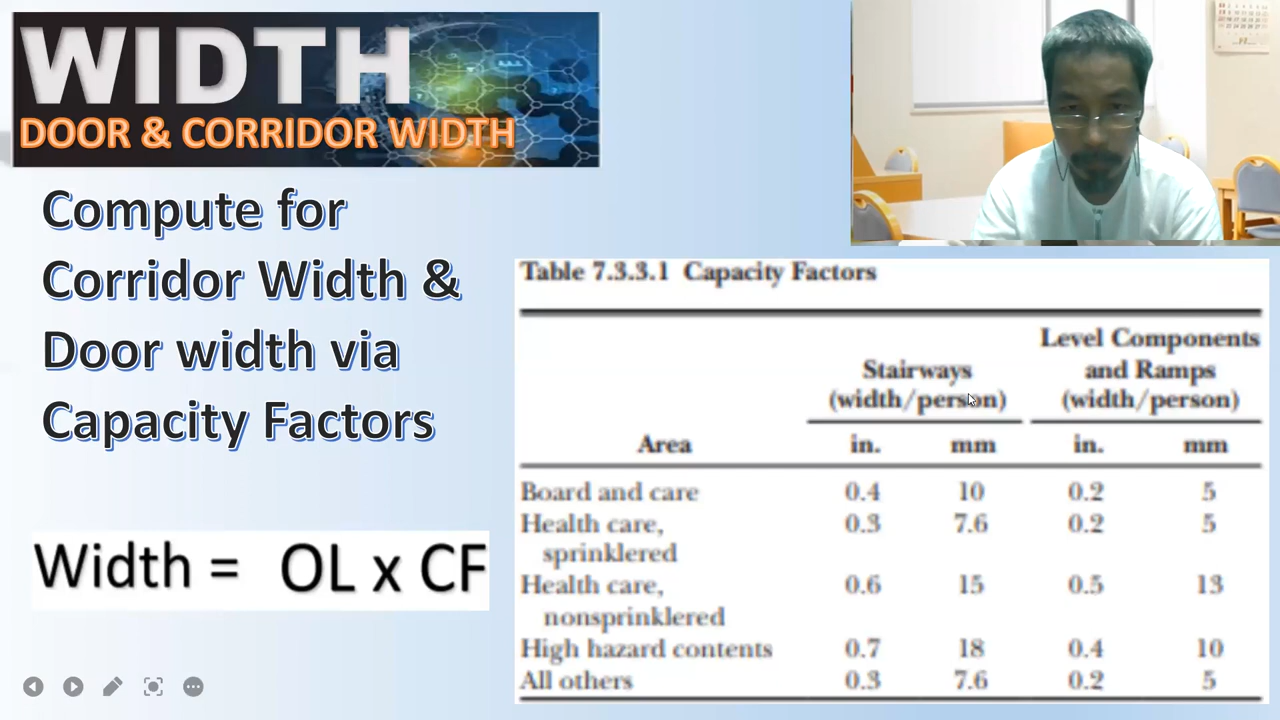 WIDTH
DOOR & CORRIDOR WIDTH
Compute for
Corridor Width &
Door width via
Capacity Factors
Width = OL x CF
Table 7.3.3.1 Capacity Factors
Level Components
Stairways and Ramps
(width/person) (width/person)
Area in. mm in. mm
Board and care 0.4 10 0.2 5
Health care, 0.3 7.6 0.2 5
sprinklered
Health care, 0.6 15 0.5 13
nonsprinklered
High hazard contents 0.7 18 0.4 10
All others 0.3 7.6 0.2 5